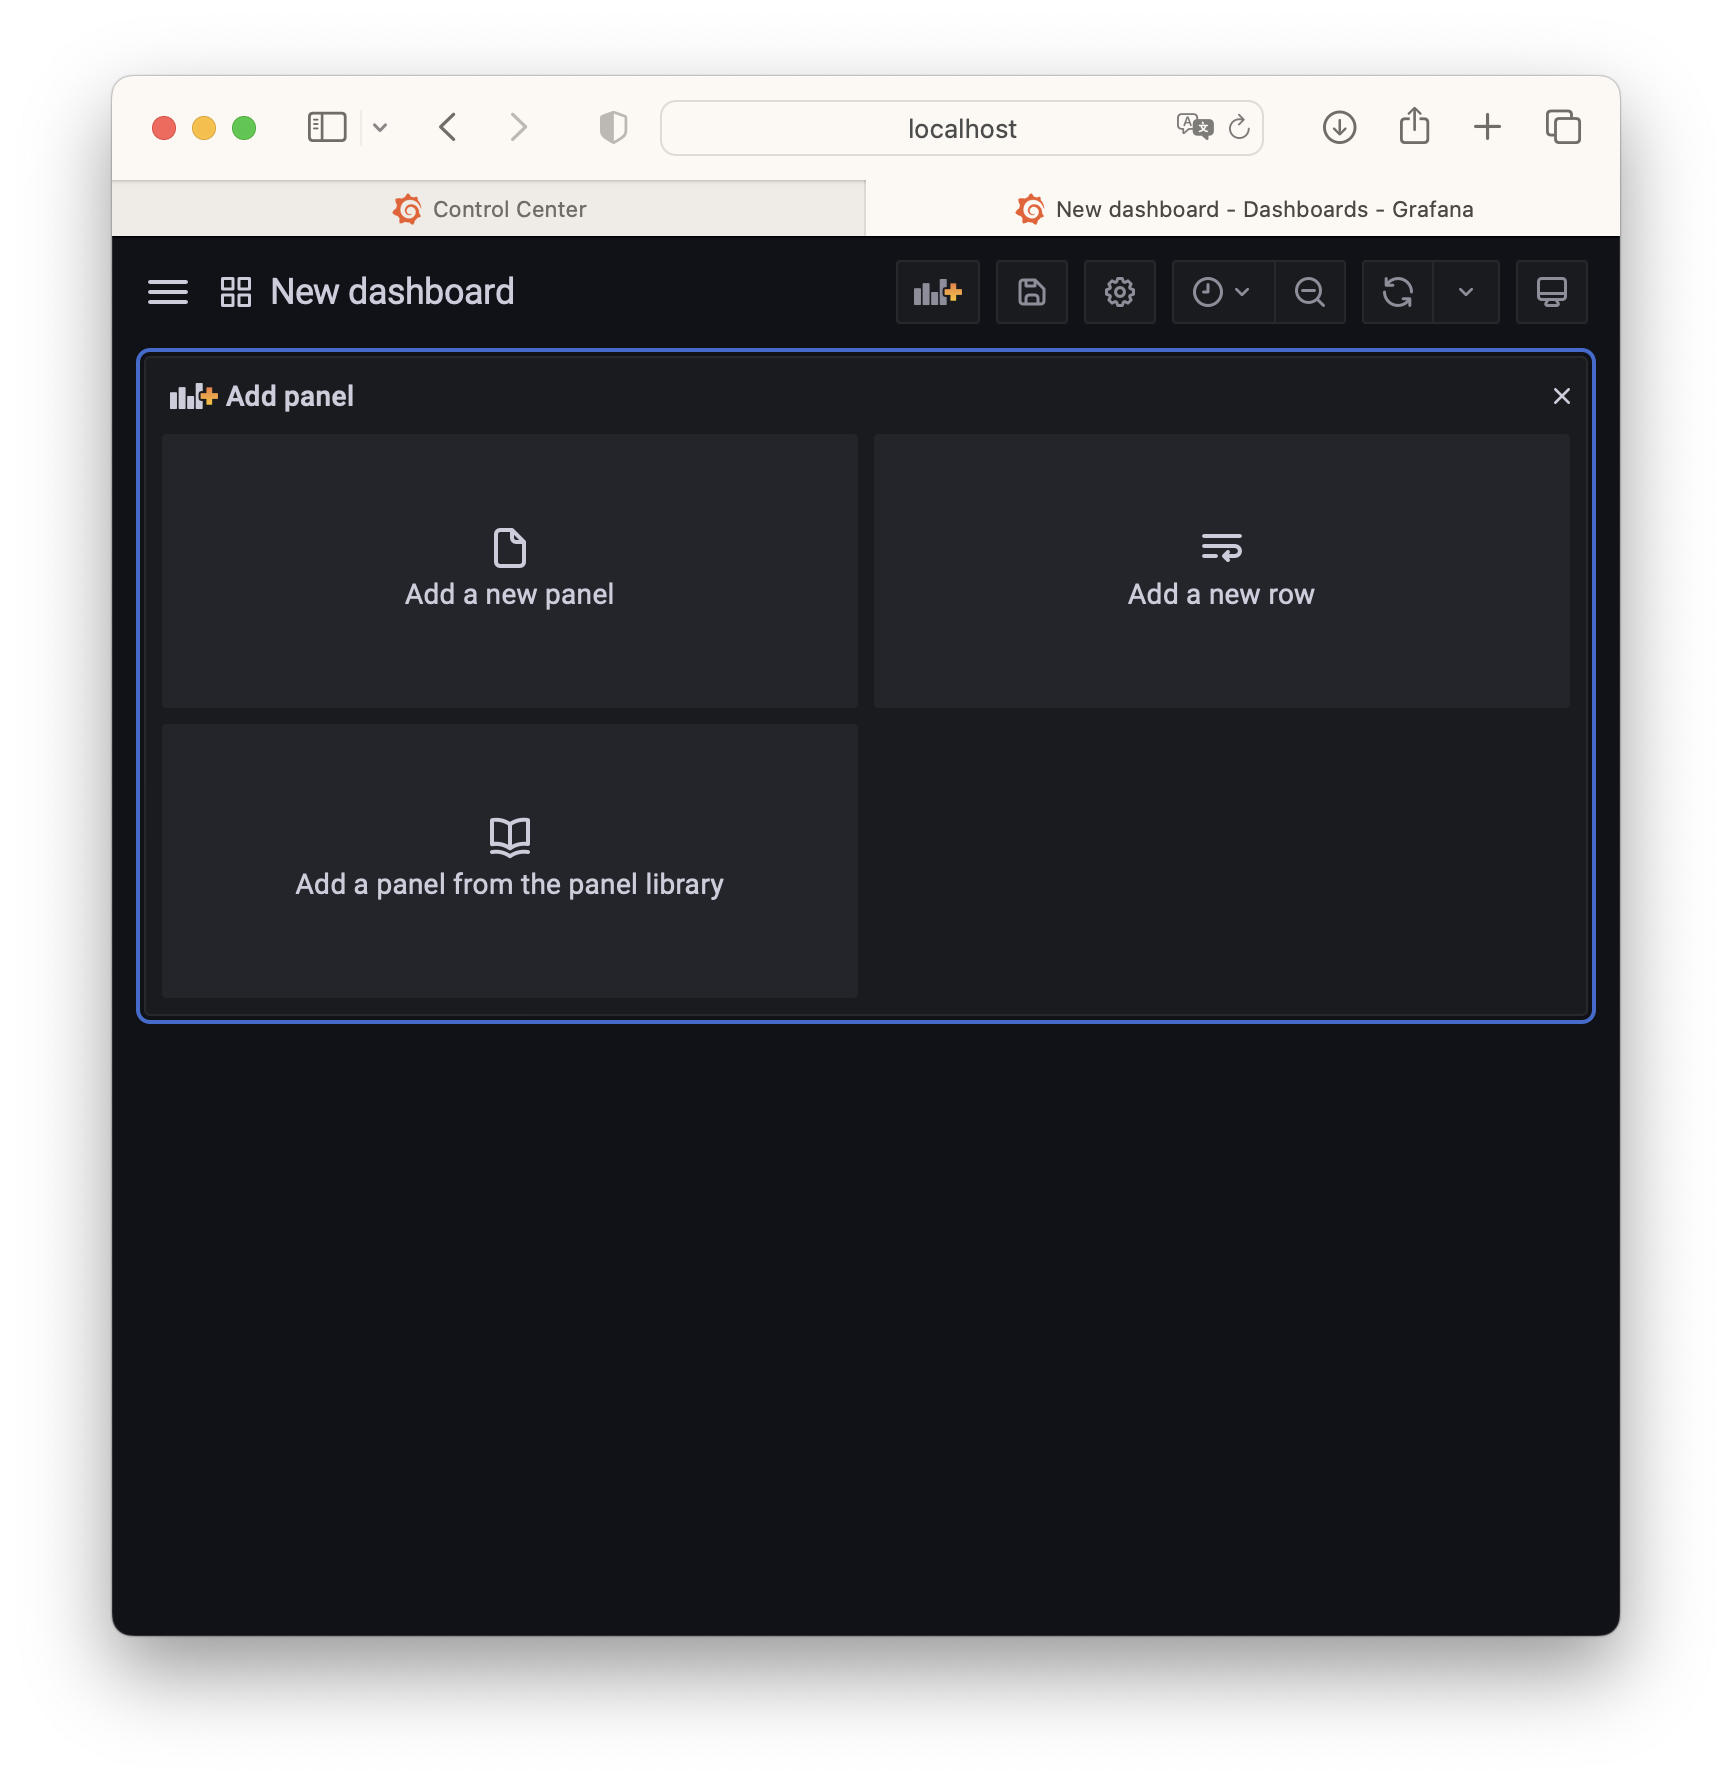 localhost
Control Center
New dashboard - Dashboards - Grafana
New dashboard
Add panel
Add a new panel
Add a new row
Add a panel from the panel library